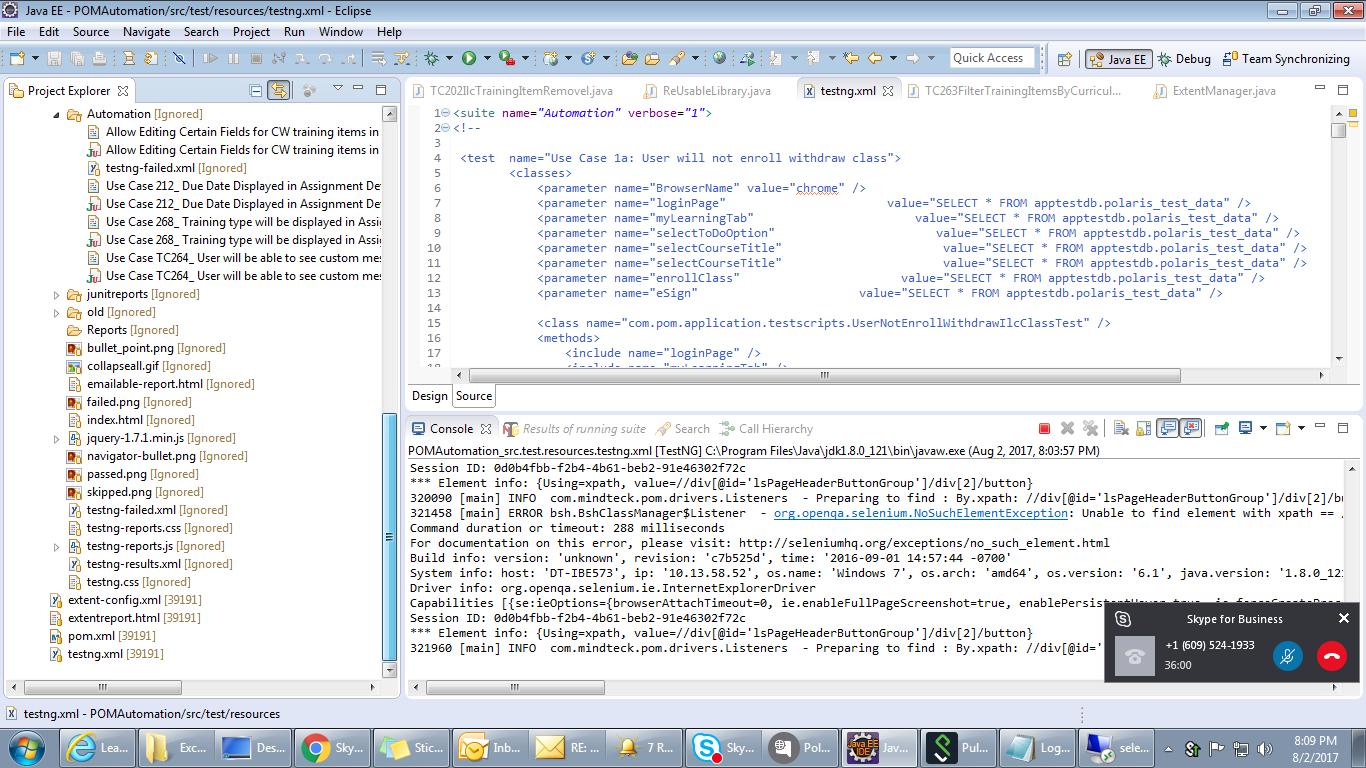 Java EE - POMAutomation/src/test/resources/testng.xml - Eclipse
File Edit Source Navigate Search Project Run Window Help
Quick Access
Java EE
Debug
Team Synchronizing
Project Explorer
Automation [Ignored]
Allow Editing Certain Fields for CW training items in
Allow Editing Certain Fields for CW training items in
testng-failed.xml [Ignored]
Use Case 212_ Due Date Displayed in Assignment De
Use Case 212_ Due Date Displayed in Assignment De
Use Case 268_ Training type will be displayed in Assi
Use Case 268_ Training type will be displayed in Assi
Use Case TC264_ User will be able to see custom mes
Use Case TC264_ User will be able to see custom mes
junitreports [Ignored]
old [Ignored]
Reports [Ignored]
bullet_point.png [Ignored]
collapseall.gif [Ignored]
emailable-report.html [Ignored]
failed.png [Ignored]
index.html [Ignored]
jquery-1.7.1.min.js [Ignored]
navigator-bullet.png [Ignored]
passed.png [Ignored]
skipped.png [Ignored]
testng-failed.xml [Ignored]
testng-reports.css [Ignored]
testng-reports.js [Ignored]
testng-results.xml [Ignored]
testng.css [Ignored]
extent-config.xml [39191]
extentreport.html [39191]
pom.xml [39191]
testng.xml [39191]
TC202IlcTrainingItemRemovel.java
ReUsableLibrary.java
testng.xml
TC263FilterTrainingItemsByCurricul...
ExtentManager.java
1 <suite name="Automation" verbose="1">
2 <!--
3
4 <test name="Use Case 1a: User will not enroll withdraw class">
5 <classes>
6 <parameter name="BrowserName" value="chrome" />
7 <parameter name="loginPage" value="SELECT * FROM apptestdb.polaris_test_data" />
8 <parameter name="myLearningTab" value="SELECT * FROM apptestdb.polaris_test_data" />
9 <parameter name="selectToDoOption" value="SELECT * FROM apptestdb.polaris_test_data" />
10 <parameter name="selectCourseTitle" value="SELECT * FROM apptestdb.polaris_test_data" />
11 <parameter name="selectCourseTitle" value="SELECT * FROM apptestdb.polaris_test_data" />
12 <parameter name="enrollClass" value="SELECT * FROM apptestdb.polaris_test_data" />
13 <parameter name="eSign" value="SELECT * FROM apptestdb.polaris_test_data" />
14
15 <class name="com.pom.application.testscripts.UserNotEnrollWithdrawIlcClassTest" />
16 <methods>
17 <include name="loginPage" />
18 <include name="myLearningTab" />
Design Source
Console
Results of running suite
Search
Call Hierarchy
POMAutomation_src.test.resources.testng.xml [TestNG] C:\Program Files\Java\jdk1.8.0_121\bin\javaw.exe (Aug 2, 2017, 8:03:57 PM)
Session ID: 0d0b4fbb-f2b4-4b61-beb2-91e46302f72c
*** Element info: {Using=xpath, value=//div[@id='lsPageHeaderButtonGroup']/div[2]/button}
320090 [main] INFO com.mindteck.pom.drivers.Listeners - Preparing to find : By.xpath: //div[@id='lsPageHeaderButtonGroup']/div[2]/bu
321458 [main] ERROR bsh.BshClassManager$Listener - org.openqa.selenium.NoSuchElementException: Unable to find element with xpath == /
Command duration or timeout: 288 milliseconds
For documentation on this error, please visit: http://seleniumhq.org/exceptions/no_such_element.html
Build info: version: 'unknown', revision: 'c7b525d', time: '2016-09-01 14:57:44 -0700'
System info: host: 'DT-IBE573', ip: '10.13.58.52', os.name: 'Windows 7', os.arch: 'amd64', os.version: '6.1', java.version: '1.8.0_121
Driver info: org.openqa.selenium.ie.InternetExplorerDriver
Capabilities [{se:ieOptions={browserAttachTimeout=0, ie.enableFullPageScreenshot=true,
Session ID: 0d0b4fbb-f2b4-4b61-beb2-91e46302f72c
*** Element info: {Using=xpath, value=//div[@id='lsPageHeaderButtonGroup']/div[2]/button}
321960 [main] INFO com.mindteck.pom.drivers.Listeners - Preparing to find : By.xpath: //div[@id='
Skype for Business
+1 (609) 524-1933
36:00
testng.xml - POMAutomation/src/test/resources
Lea...
Exc...
Des...
Sky...
Stic...
Inb...
RE: ...
7 R...
Sky...
Pol...
Jav...
Pul...
Log...
sele...
8:09 PM
8/2/2017